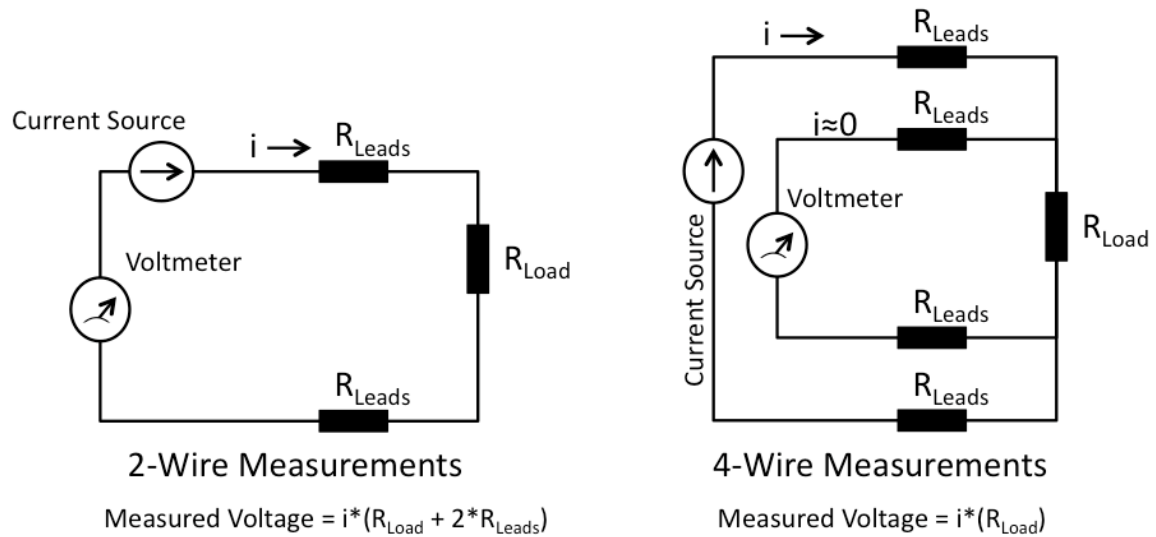 Current Source
i
R_Leads
Voltmeter
R_Load
R_Leads
2-Wire Measurements
Measured Voltage = i*(R_Load + 2*R_Leads)
i
R_Leads
i≈0
R_Leads
Current Source
Voltmeter
R_Load
R_Leads
R_Leads
4-Wire Measurements
Measured Voltage = i*(R_Load)